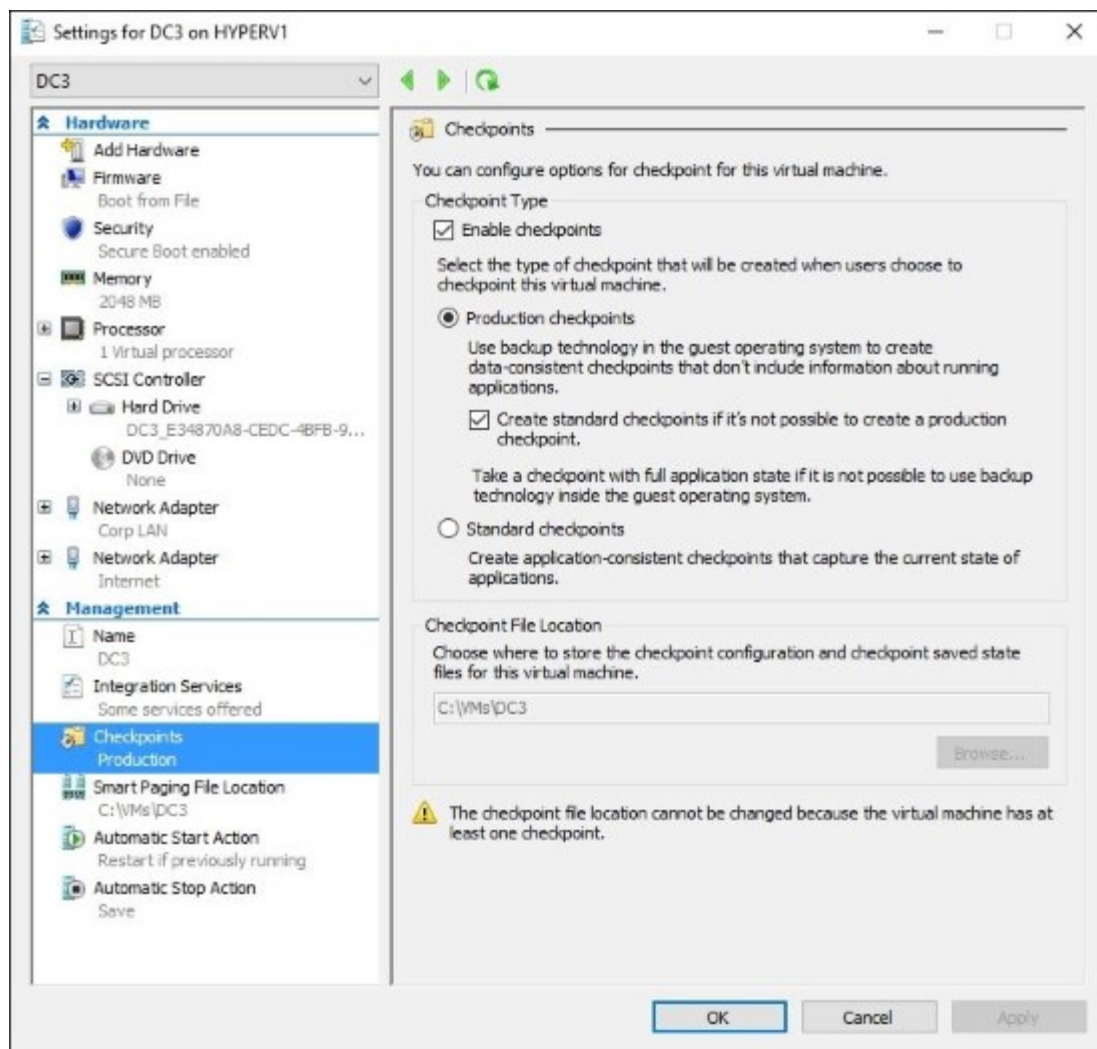 Settings for DC3 on HYPERV1
DC3
Hardware
Add Hardware
Firmware
Boot from File
Security
Secure Boot enabled
Memory
2048 MB
Processor
1 Virtual processor
SCSI Controller
Hard Drive
DC3_E34870A8-CEDC-4BFB-9...
DVD Drive
None
Network Adapter
Corp LAN
Network Adapter
Internet
Management
Name
DC3
Integration Services
Some services offered
Checkpoints
Production
Smart Paging File Location
C:\VMs\DC3
Automatic Start Action
Restart if previously running
Automatic Stop Action
Save
Checkpoints
You can configure options for checkpoint for this virtual machine.
Checkpoint Type
Enable checkpoints
Select the type of checkpoint that will be created when users choose to
checkpoint this virtual machine.
Production checkpoints
Use backup technology in the guest operating system to create
data-consistent checkpoints that don't include information about running
applications.
Create standard checkpoints if it's not possible to create a production
checkpoint.
Take a checkpoint with full application state if it is not possible to use backup
technology inside the guest operating system.
Standard checkpoints
Create application-consistent checkpoints that capture the current state of
applications.
Checkpoint File Location
Choose where to store the checkpoint configuration and checkpoint saved state
files for this virtual machine.
C:\VMs\DC3
Browse...
The checkpoint file location cannot be changed because the virtual machine has at
least one checkpoint.
OK
Cancel
Apply